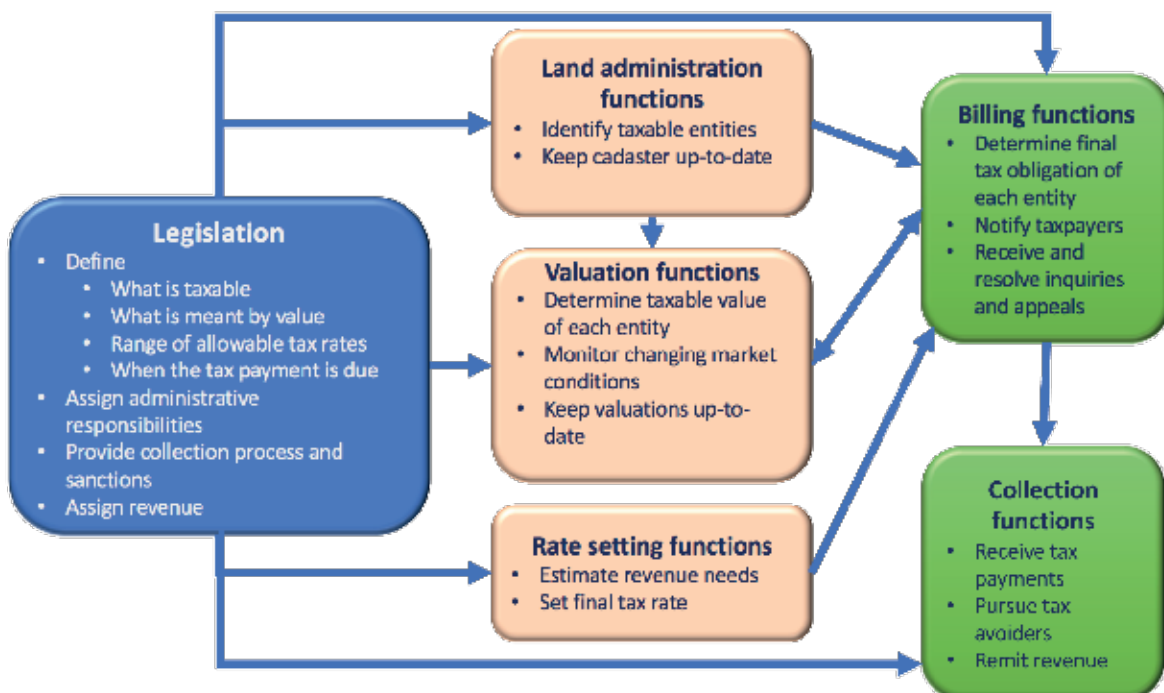 Legislation
• Define
• What is taxable
• What is meant by value
• Range of allowable tax rates
• When the tax payment is due
• Assign administrative
responsibilities
• Provide collection process and
sanctions
• Assign revenue
Land administration
functions
• Identify taxable entities
• Keep cadaster up-to-date
Valuation functions
• Determine taxable value
of each entity
• Monitor changing market
conditions
• Keep valuations up-to-
date
Rate setting functions
• Estimate revenue needs
• Set final tax rate
Billing functions
• Determine final
tax obligation of
each entity
• Notify taxpayers
• Receive and
resolve inquiries
and appeals
Collection
functions
• Receive tax
payments
• Pursue tax
avoiders
• Remit revenue